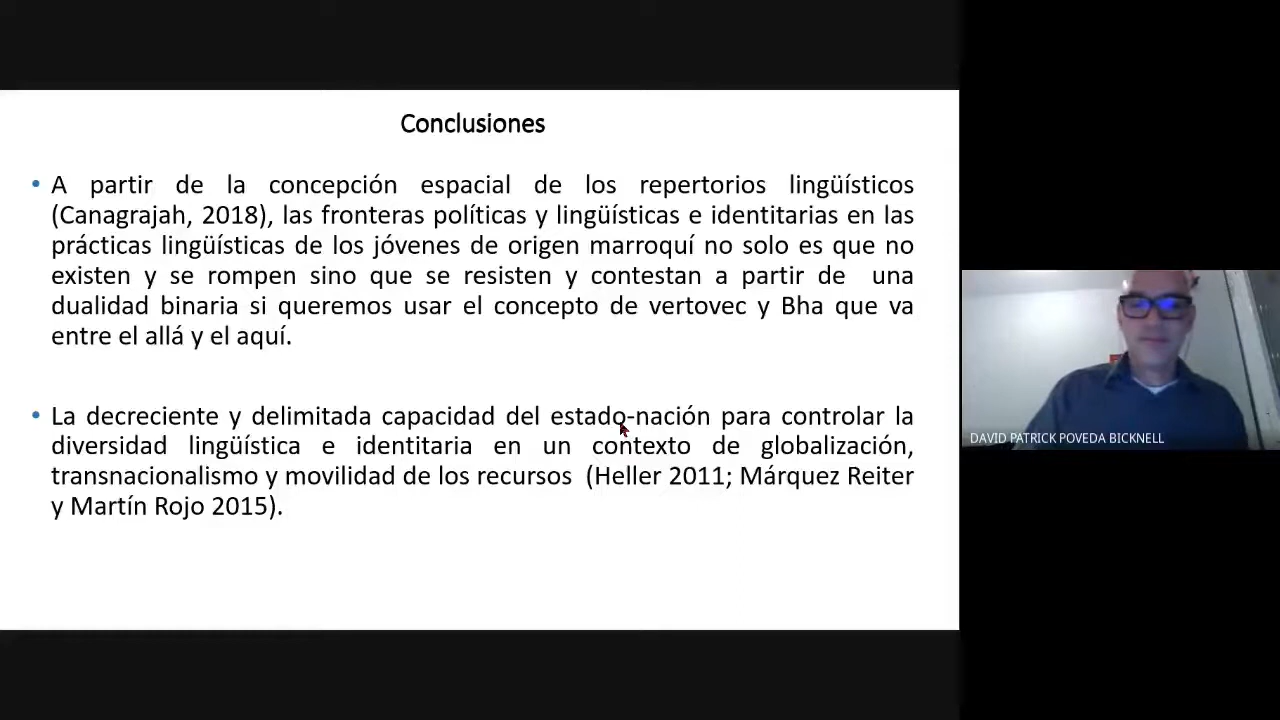 Conclusiones
• A partir de la concepción espacial de los repertorios lingüísticos
(Canagrajah, 2018), las fronteras políticas y lingüísticas e identitarias en las
prácticas lingüísticas de los jóvenes de origen marroquí no solo es que no
existen y se rompen sino que se resisten y contestan a partir de una
dualidad binaria si queremos usar el concepto de vertovec y Bha que va
entre el allá y el aquí.
• La decreciente y delimitada capacidad del estado-nación para controlar la
diversidad lingüística e identitaria en un contexto de globalización,
transnacionalismo y movilidad de los recursos (Heller 2011; Márquez Reiter
y Martín Rojo 2015).
DAVID PATRICK POVEDA BICKNELL